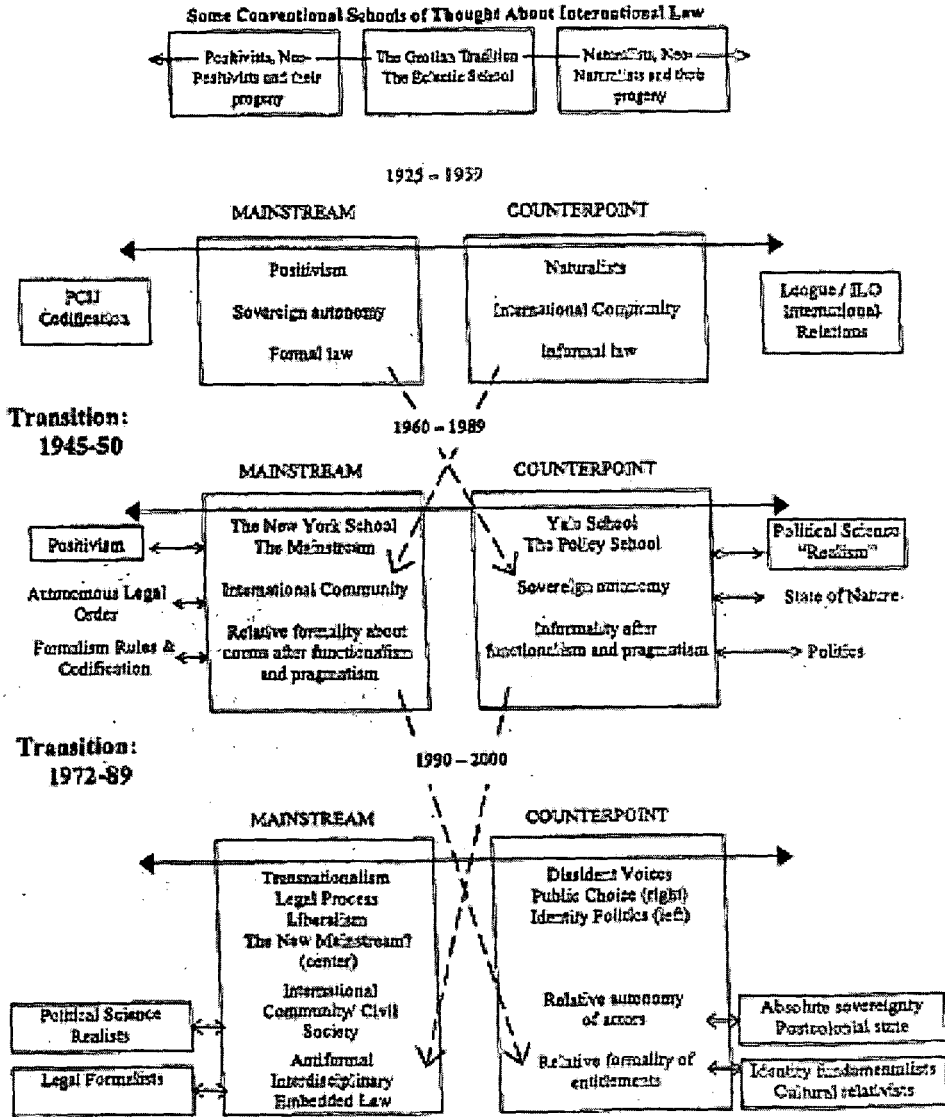 Some Conventional Schools of Thought About International Law
Positivists, Neo-
Positivists and their
progeny
The Grotian Tradition
The Eclectic School
Naturalists, Neo-
Naturalists and their
progeny
1925 – 1939
MAINSTREAM
COUNTERPOINT
PCIJ
Codification
Positivism
Sovereign autonomy
Formal law
Naturalists
International Community
Informal law
League / ILO
International
Relations
Transition:
1945-50
1960 – 1989
MAINSTREAM
COUNTERPOINT
Positivism
Autonomous Legal
Order
Formalism Rules &
Codification
The New York School
The Mainstream
International Community
Relative formality about
norms after functionalism
and pragmatism
Yale School
The Policy School
Sovereign autonomy
Informality after
functionalism and pragmatism
Political Science
"Realism"
State of Nature
Politics
Transition:
1972-89
1990 – 2000
MAINSTREAM
COUNTERPOINT
Transnationalism
Legal Process
Liberalism
The New Mainstream?
(center)
International
Community/ Civil
Society
Antiformal
Interdisciplinary
Embedded Law
Dissident Voices
Public Choice (right)
Identity Politics (left)
Relative autonomy
of actors
Relative formality of
entitlements
Political Science
Realists
Legal Formalists
Absolute sovereignty
Postcolonial state
Identity fundamentalists
Cultural relativists